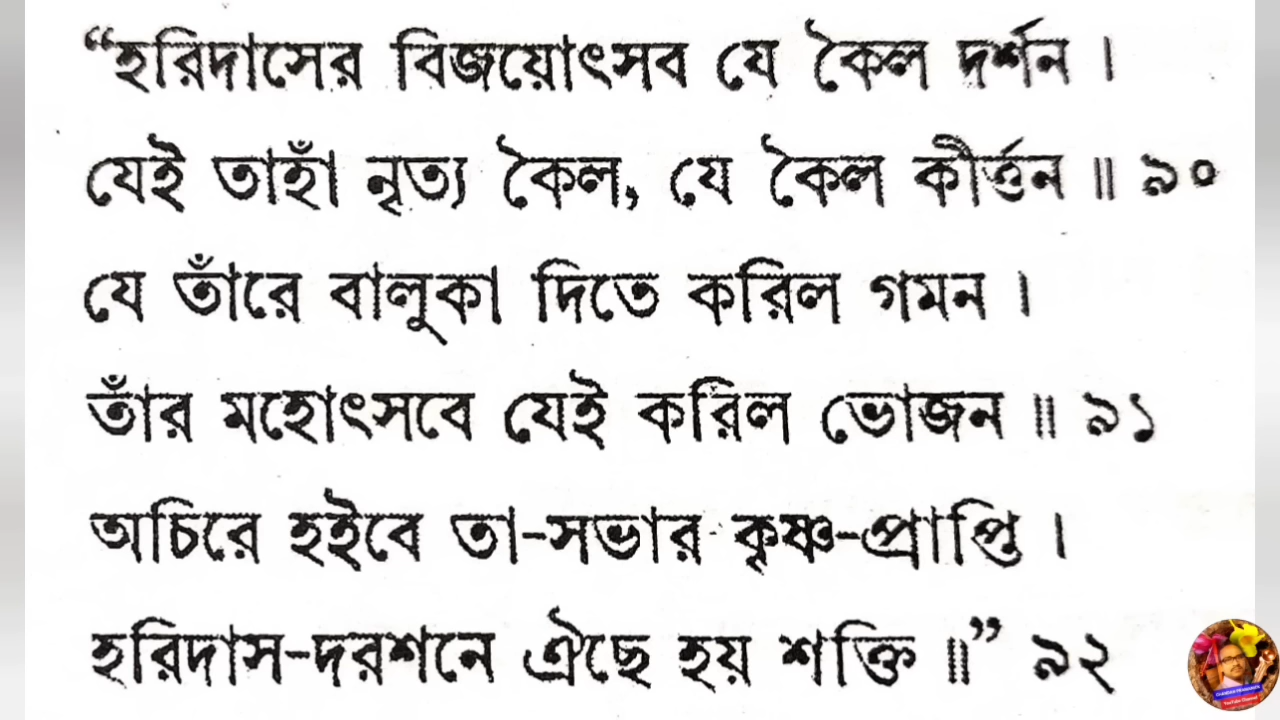 “হরিদাসের বিজয়োৎসব যে কৈল দর্শন ।
যেই তাহাঁ নৃত্য কৈল, যে কৈল কীর্ত্তন ॥ ৯০
যে তাঁরে বালুকা দিতে করিল গমন ।
তাঁর মহোৎসবে যেই করিল ভোজন ॥ ৯১
অচিরে হইবে তা-সভার কৃষ্ণ-প্রাপ্তি ।
হরিদাস-দরশনে ঐছে হয় শক্তি ॥” ৯২